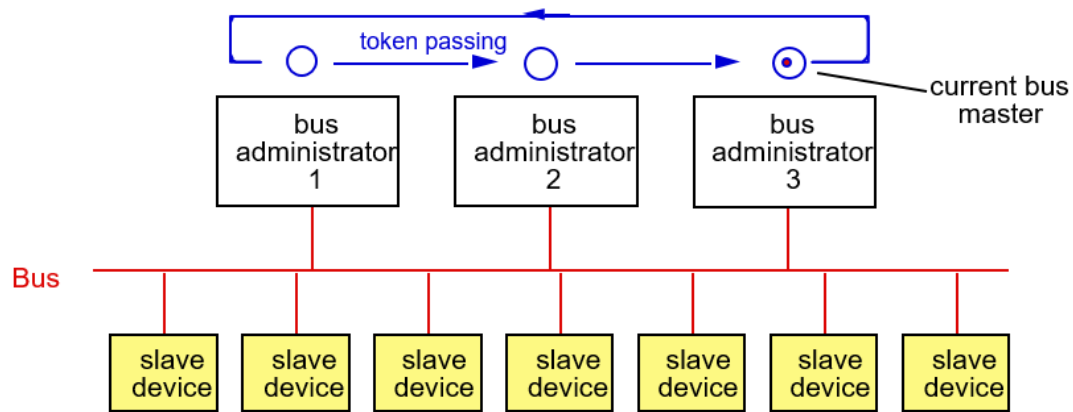 token passing
current bus
master
bus
administrator
1
bus
administrator
2
bus
administrator
3
Bus
slave
device
slave
device
slave
device
slave
device
slave
device
slave
device
slave
device